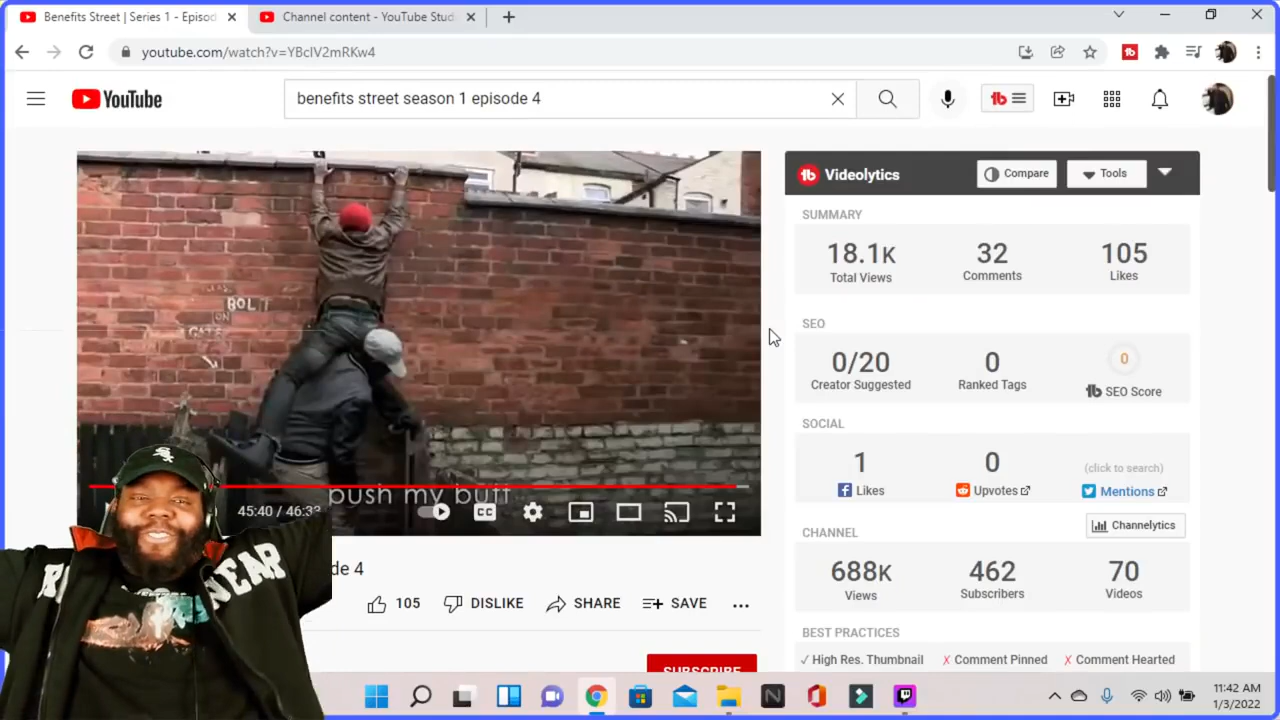 Benefits Street | Series 1 - Episod
Channel content - YouTube Stud
youtube.com/watch?v=YBcIV2mRKw4
YouTube
benefits street season 1 episode 4
BOLT
ON
GATE
push my butt
45:40 / 46:33
de 4
105
DISLIKE
SHARE
SAVE
SUBSCRIBE
Videolytics
Compare
Tools
SUMMARY
18.1K
Total Views
32
Comments
105
Likes
SEO
0/20
Creator Suggested
0
Ranked Tags
0
SEO Score
SOCIAL
1
Likes
0
Upvotes
(click to search)
Mentions
Channelytics
CHANNEL
688K
Views
462
Subscribers
70
Videos
BEST PRACTICES
✓ High Res. Thumbnail
✗ Comment Pinned
✗ Comment Hearted
11:42 AM
1/3/2022